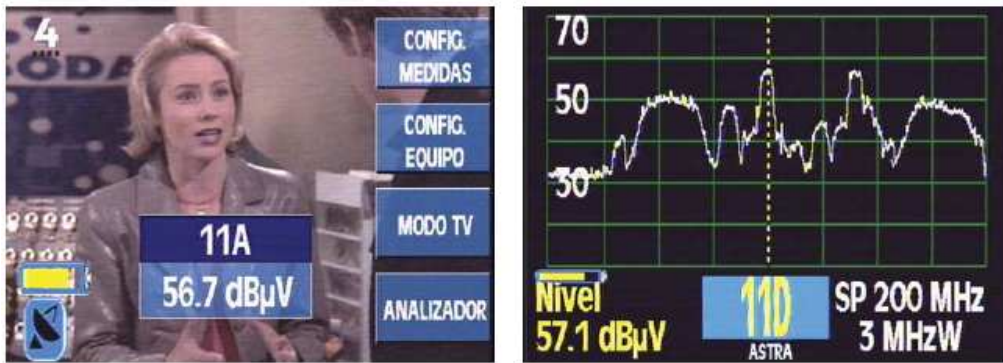 4
SODA
CONFIG.
MEDIDAS
CONFIG.
EQUIPO
MODO TV
ANALIZADOR
11A
56.7 dBµV
70
50
30
Nivel
57.1 dBµV
11D
ASTRA
SP 200 MHz
3 MHzW